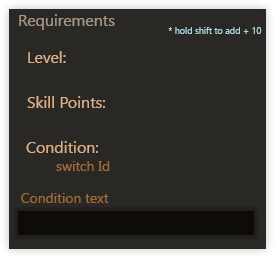 Requirements
* hold shift to add + 10
Level:
Skill Points:
Condition:
switch Id
Condition text